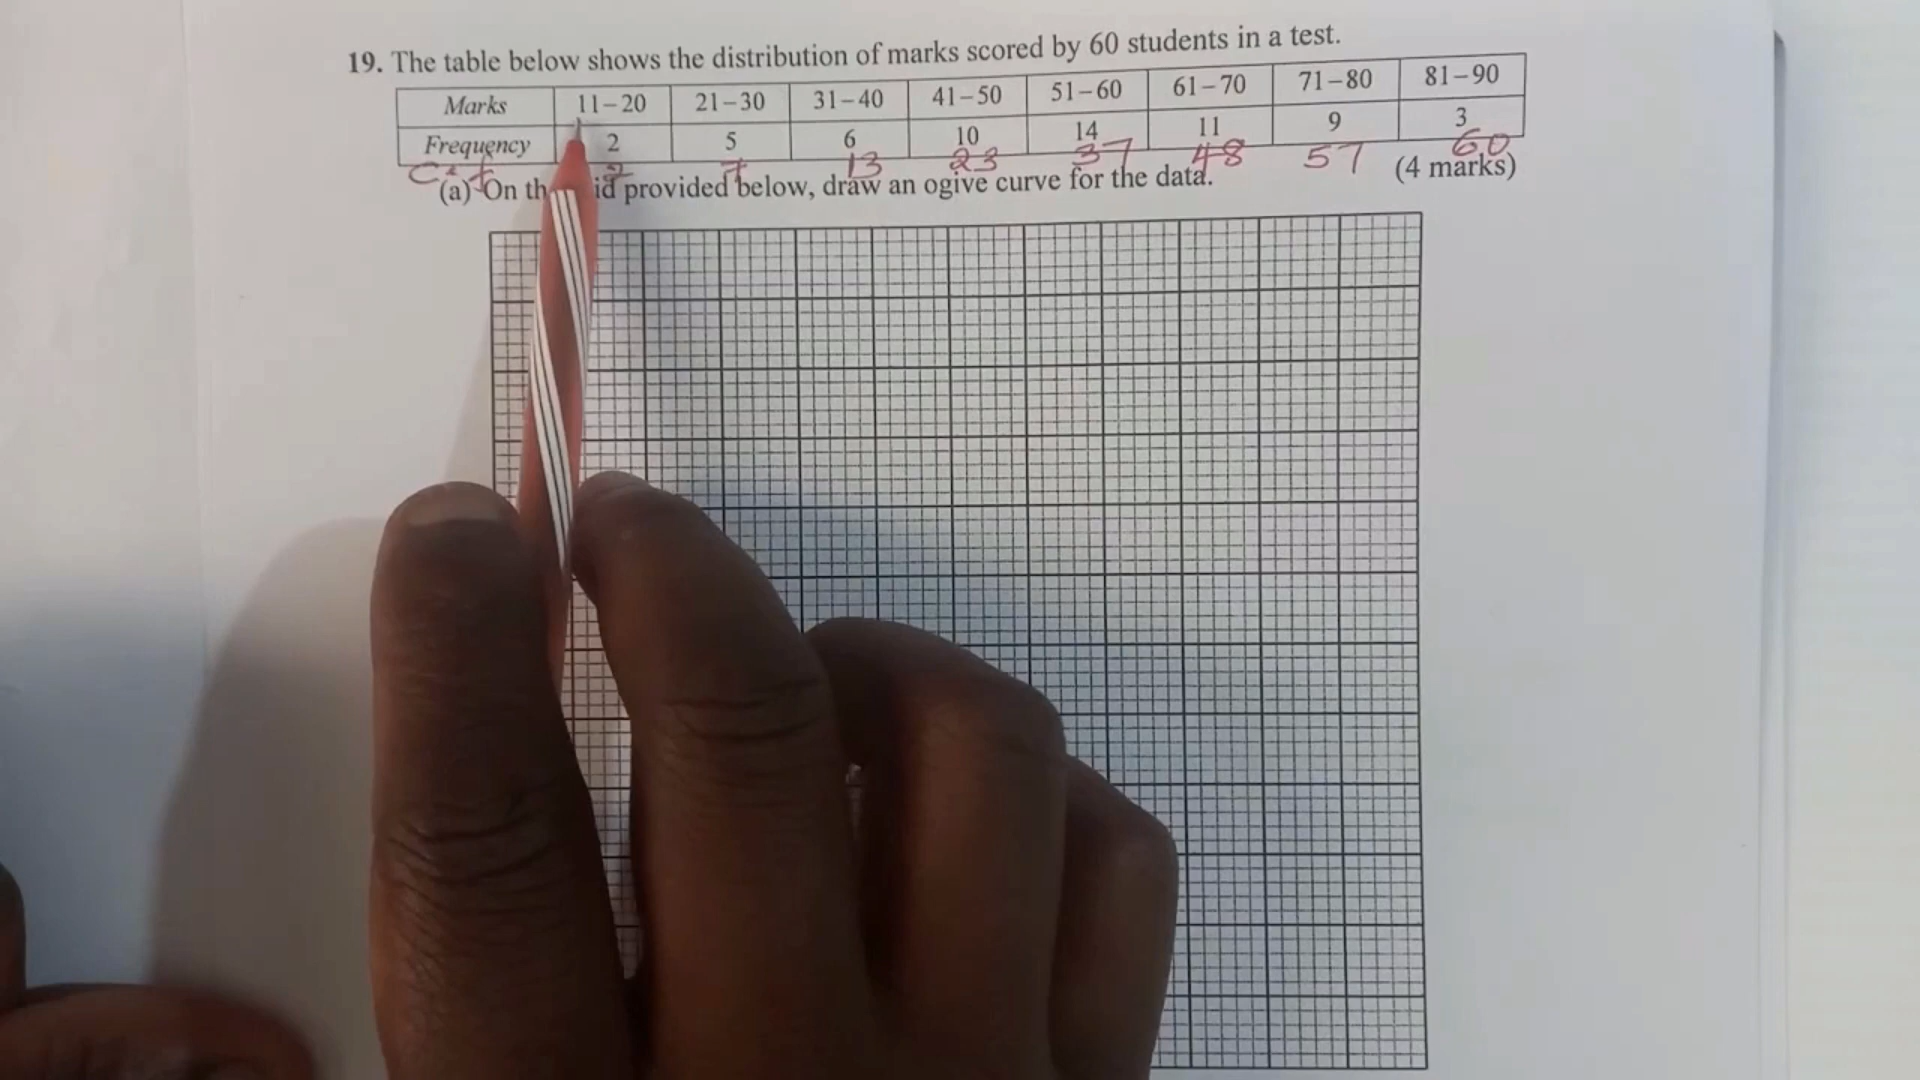 19. The table below shows the distribution of marks scored by 60 students in a test.
Marks 11–20 21–30 31–40 41–50 51–60 61–70 71–80 81–90
Frequency 2 5 6 10 14 11 9 3
C.f 2 7 13 23 37 48 57 60
(a) On th id provided below, draw an ogive curve for the data. (4 marks)